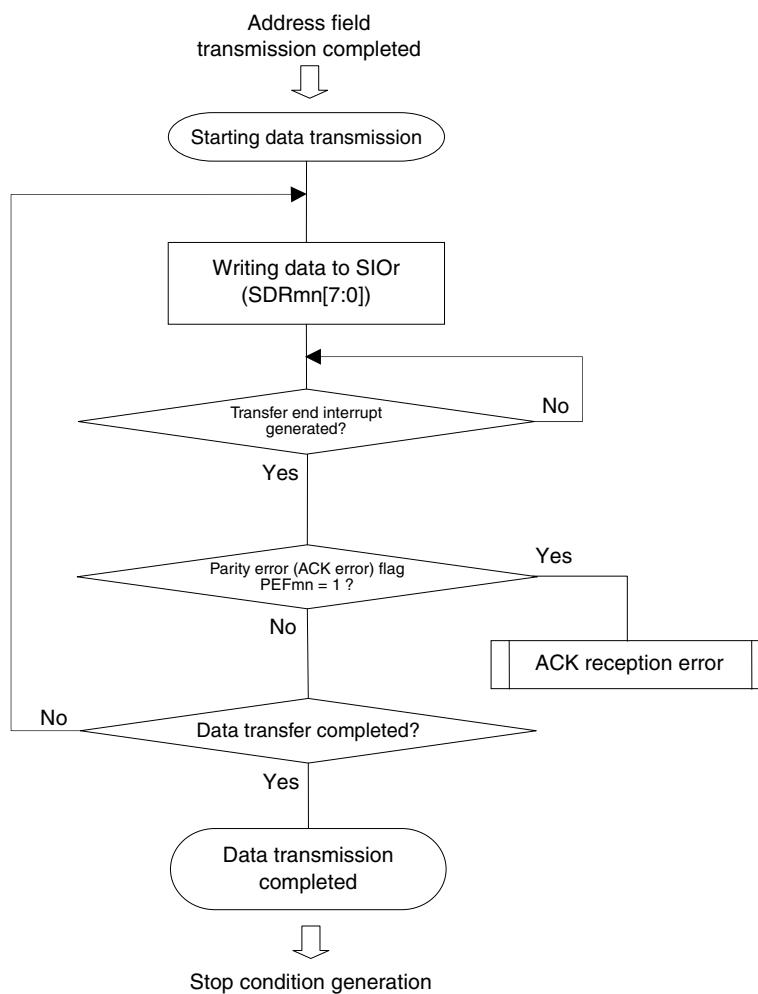 Address field
transmission completed
Starting data transmission
Writing data to SIOr
(SDRmn[7:0])
Transfer end interrupt
generated?
No
Yes
Parity error (ACK error) flag
PEFmn = 1 ?
Yes
No
ACK reception error
Data transfer completed?
No
Yes
Data transmission
completed
Stop condition generation